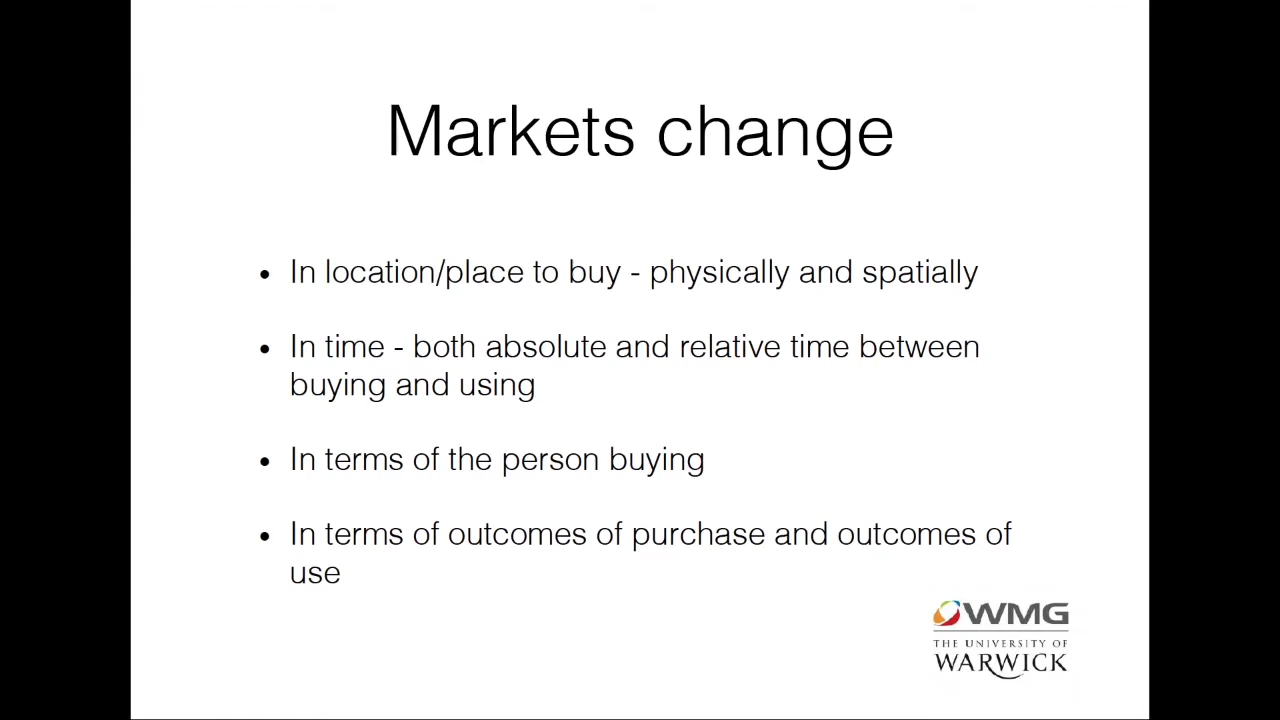 Markets change
• In location/place to buy - physically and spatially
• In time - both absolute and relative time between
buying and using
• In terms of the person buying
• In terms of outcomes of purchase and outcomes of
use
WMG
THE UNIVERSITY OF
WARWICK